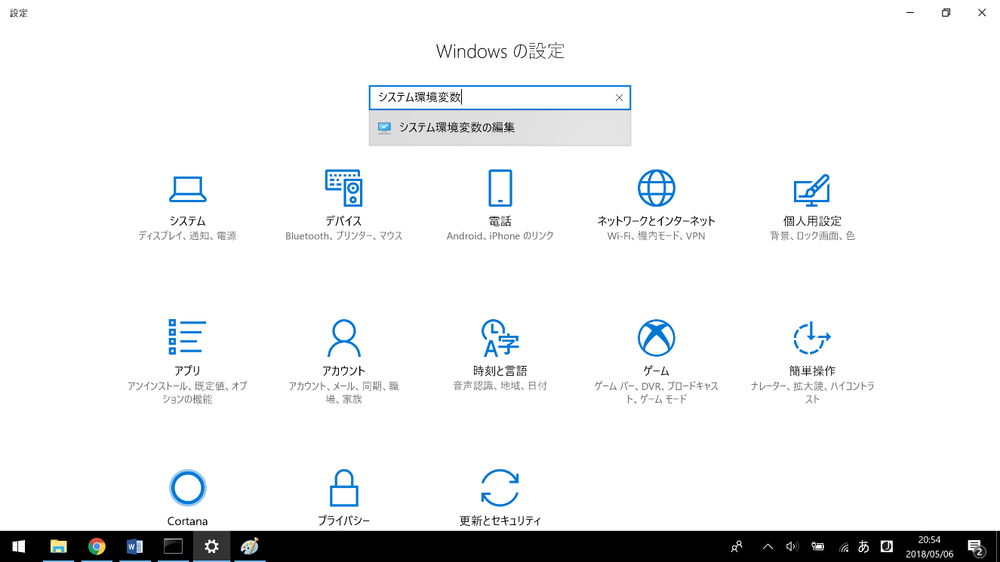 設定
Windows の設定
システム環境変数
システム環境変数の編集
システム
ディスプレイ、通知、電源
デバイス
Bluetooth、プリンター、マウス
電話
Android、iPhone のリンク
ネットワークとインターネット
Wi-Fi、機内モード、VPN
個人用設定
背景、ロック画面、色
アプリ
アンインストール、既定値、オプ
ションの機能
アカウント
アカウント、メール、同期、職
場、家族
時刻と言語
音声認識、地域、日付
ゲーム
ゲーム バー、DVR、ブロードキャス
ト、ゲーム モード
簡単操作
ナレーター、拡大鏡、ハイコントラ
スト
Cortana
プライバシー
更新とセキュリティ
あ
20:54
2018/05/06
2